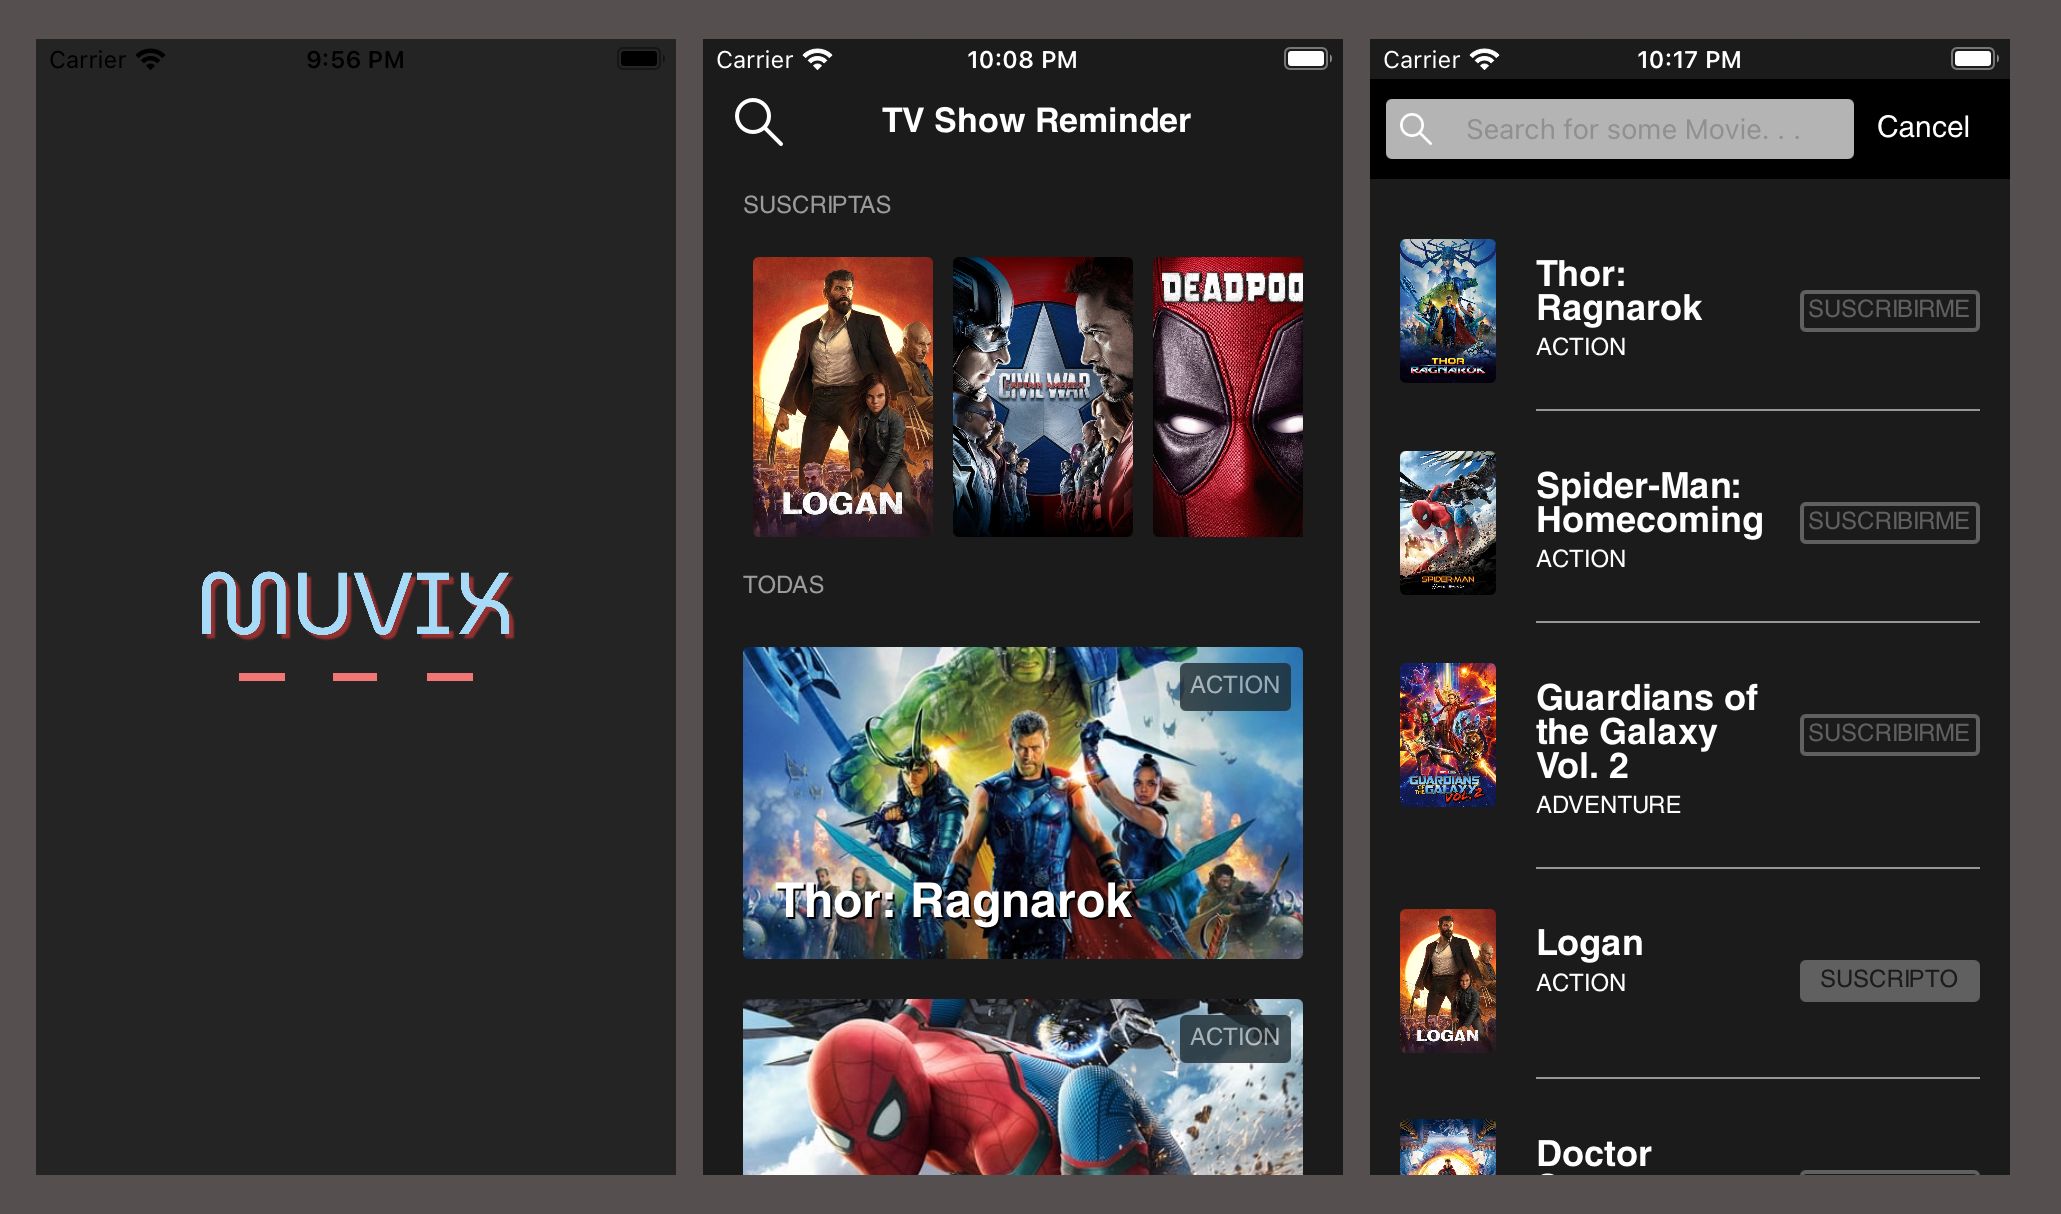 Carrier 9:56 PM
MUVIX
Carrier 10:08 PM
TV Show Reminder
SUSCRIPTAS
LOGAN
CAPTAIN AMERICA
CIVIL WAR
DEADPOO
TODAS
ACTION
Thor: Ragnarok
ACTION
Carrier 10:17 PM
Search for some Movie. . .
Cancel
THOR
RAGNAROK
Thor:
Ragnarok
ACTION
SUSCRIBIRME
SPIDER-MAN
Spider-Man:
Homecoming
ACTION
SUSCRIBIRME
GUARDIANS
OF THE GALAXY
VOL. 2
Guardians of
the Galaxy
Vol. 2
ADVENTURE
SUSCRIBIRME
LOGAN
Logan
ACTION
SUSCRIPTO
Doctor